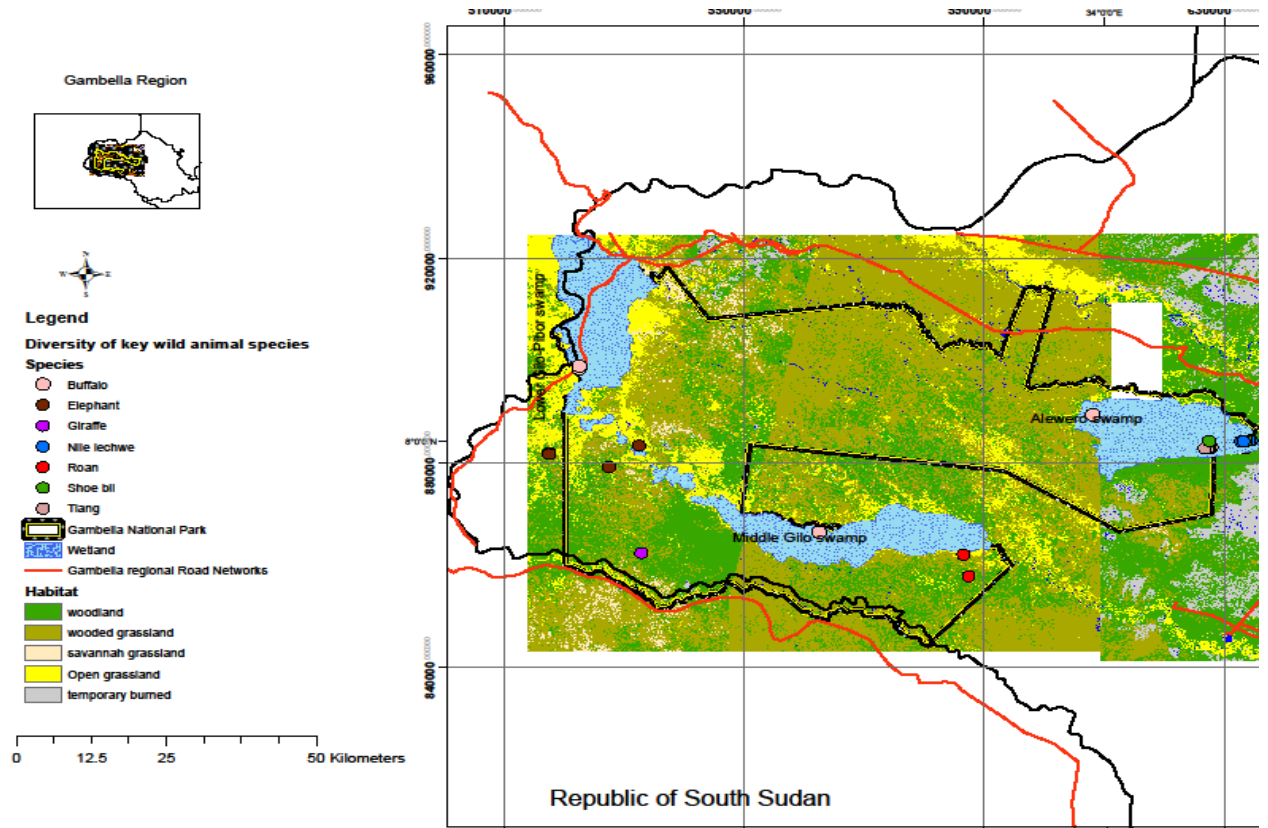 Gambella Region
N
W
E
S
Legend
Diversity of key wild animal species
Species
Buffalo
Elephant
Giraffe
Nile lechwe
Roan
Shoe bil
Tiang
Gambella National Park
Wetland
Gambella regional Road Networks
Habitat
woodland
wooded grassland
savannah grassland
Open grassland
temporary burned
0 12.5 25 50 Kilometers
510000 550000 590000 34°0'0"E 630000
960000
920000
8°0'0"N
880000
840000
Lower Gilo-Pibor swamp
Alewero swamp
Middle Gilo swamp
Republic of South Sudan